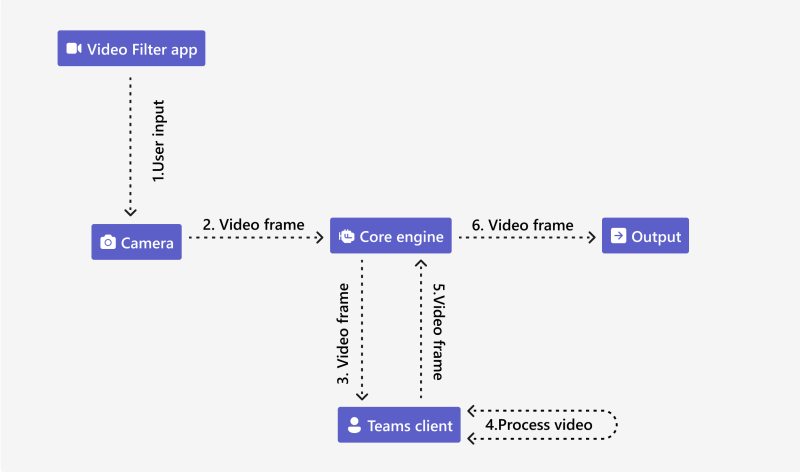 Video Filter app
1.User input
Camera
2. Video frame
Core engine
6. Video frame
Output
3. Video frame
5.Video frame
Teams client
4.Process video